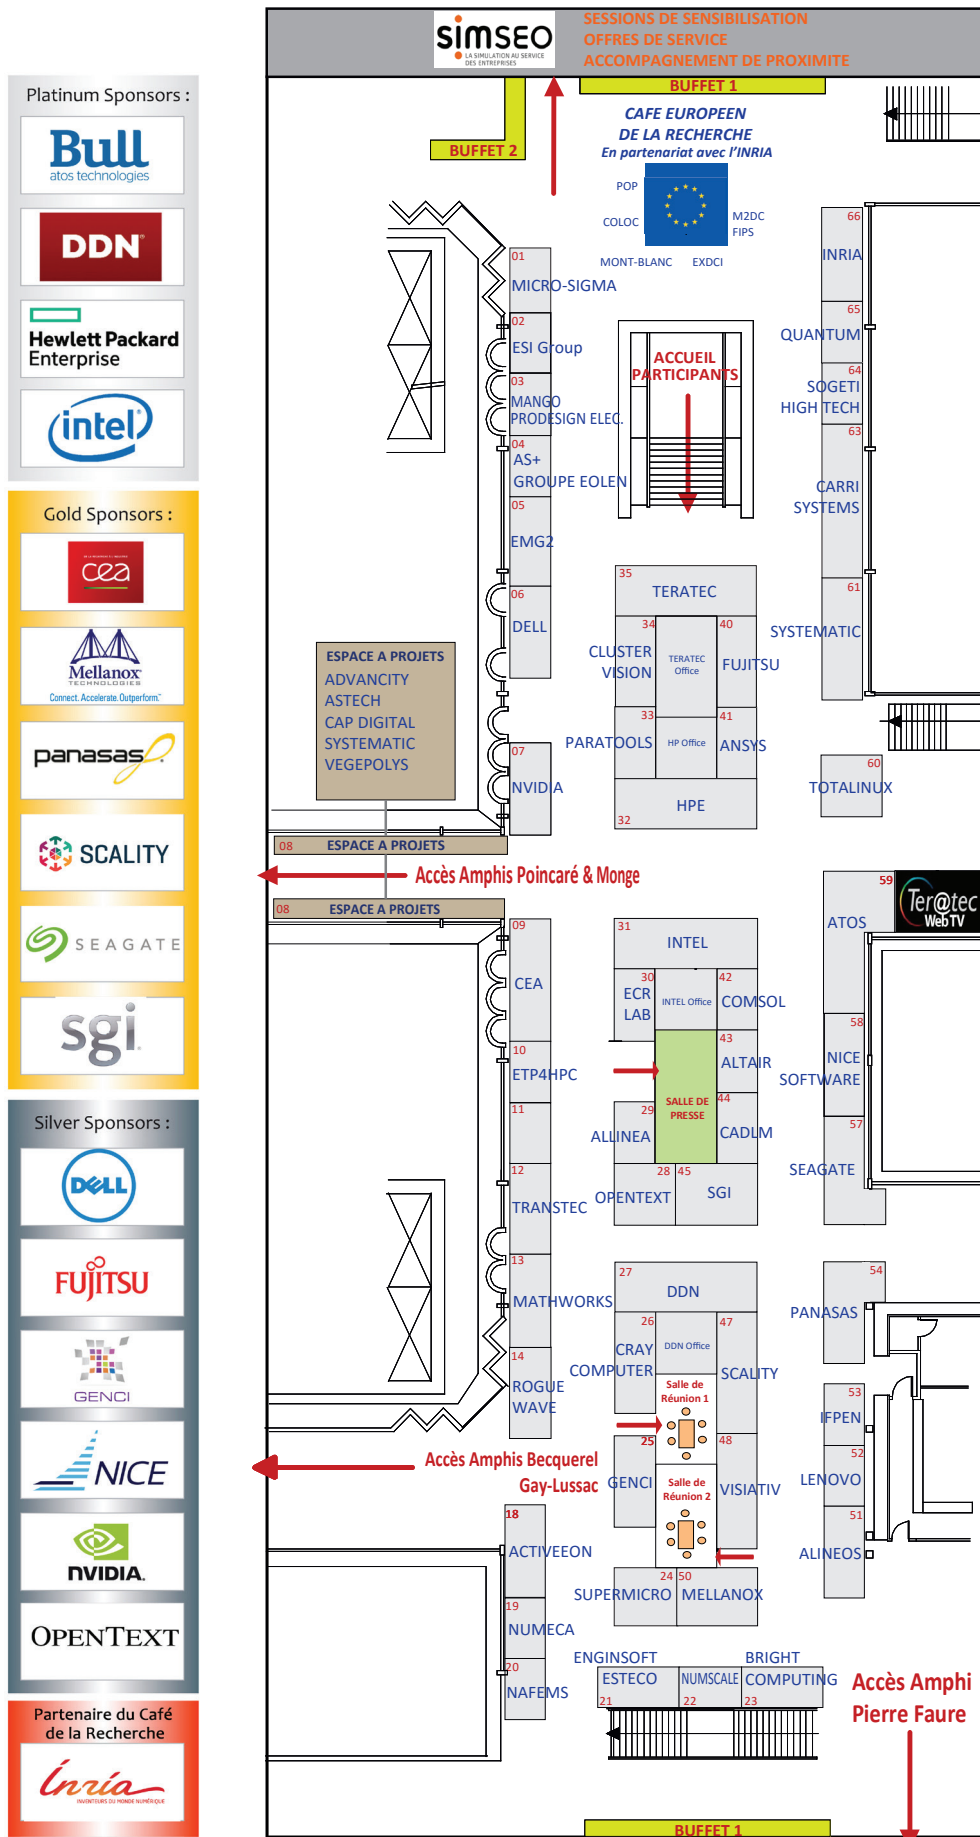 simSEO
LA SIMULATION AU SERVICE
DES ENTREPRISES
SESSIONS DE SENSIBILISATION
OFFRES DE SERVICE
ACCOMPAGNEMENT DE PROXIMITE
BUFFET 1
BUFFET 2
CAFE EUROPEEN
DE LA RECHERCHE
En partenariat avec l'INRIA
POP
COLOC
MONT-BLANC
EXDCI
M2DC
FIPS
Platinum Sponsors :
Bull
atos technologies
DDN
Hewlett Packard
Enterprise
intel
Gold Sponsors :
cea
Mellanox
TECHNOLOGIES
Connect. Accelerate. Outperform.™
panasas
SCALITY
SEAGATE
sgi
Silver Sponsors :
DELL
FUJITSU
GENCI
NICE
NVIDIA.
OPENTEXT
Partenaire du Café
de la Recherche
Inria
INVENTEURS DU MONDE NUMÉRIQUE
01
MICRO-SIGMA
02
ESI Group
03
MANGO
PRODESIGN ELEC.
04
AS+
GROUPE EOLEN
05
EMG2
06
DELL
07
NVIDIA
ESPACE A PROJETS
ADVANCITY
ASTECH
CAP DIGITAL
SYSTEMATIC
VEGEPOLYS
08
ESPACE A PROJETS
Accès Amphis Poincaré & Monge
08
ESPACE A PROJETS
09
CEA
10
ETP4HPC
11
12
TRANSTEC
13
MATHWORKS
14
ROGUE
WAVE
Accès Amphis Becquerel
Gay-Lussac
18
ACTIVEEON
19
NUMECA
20
NAFEMS
ACCUEIL
PARTICIPANTS
35
TERATEC
34
CLUSTER
VISION
TERATEC
Office
40
FUJITSU
33
PARATOOLS
HP Office
41
ANSYS
HPE
32
31
INTEL
30
ECR
LAB
INTEL Office
42
COMSOL
43
ALTAIR
SALLE DE
PRESSE
44
CADLM
29
ALLINEA
28
OPENTEXT
45
SGI
27
DDN
26
CRAY
COMPUTER
DDN Office
47
SCALITY
Salle de
Réunion 1
25
GENCI
48
VISIATIV
Salle de
Réunion 2
24
SUPERMICRO
50
MELLANOX
ENGINSOFT
ESTECO
21
NUMSCALE
22
BRIGHT
COMPUTING
23
66
INRIA
65
QUANTUM
64
SOGETI
HIGH TECH
63
CARRI
SYSTEMS
61
SYSTEMATIC
60
TOTALINUX
59
ATOS
Ter@tec
WebTV
58
NICE
SOFTWARE
57
SEAGATE
54
PANASAS
53
IFPEN
52
LENOVO
51
ALINEOS
Accès Amphi
Pierre Faure
BUFFET 1